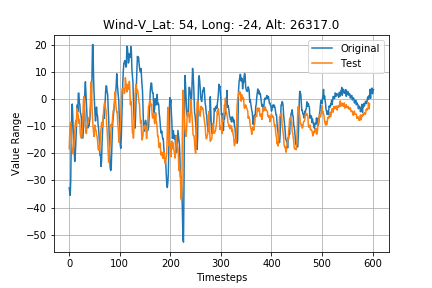 Wind-V_Lat: 54, Long: -24, Alt: 26317.0
Original
Test
Value Range
20
10
0
−10
−20
−30
−40
−50
0 100 200 300 400 500 600
Timesteps